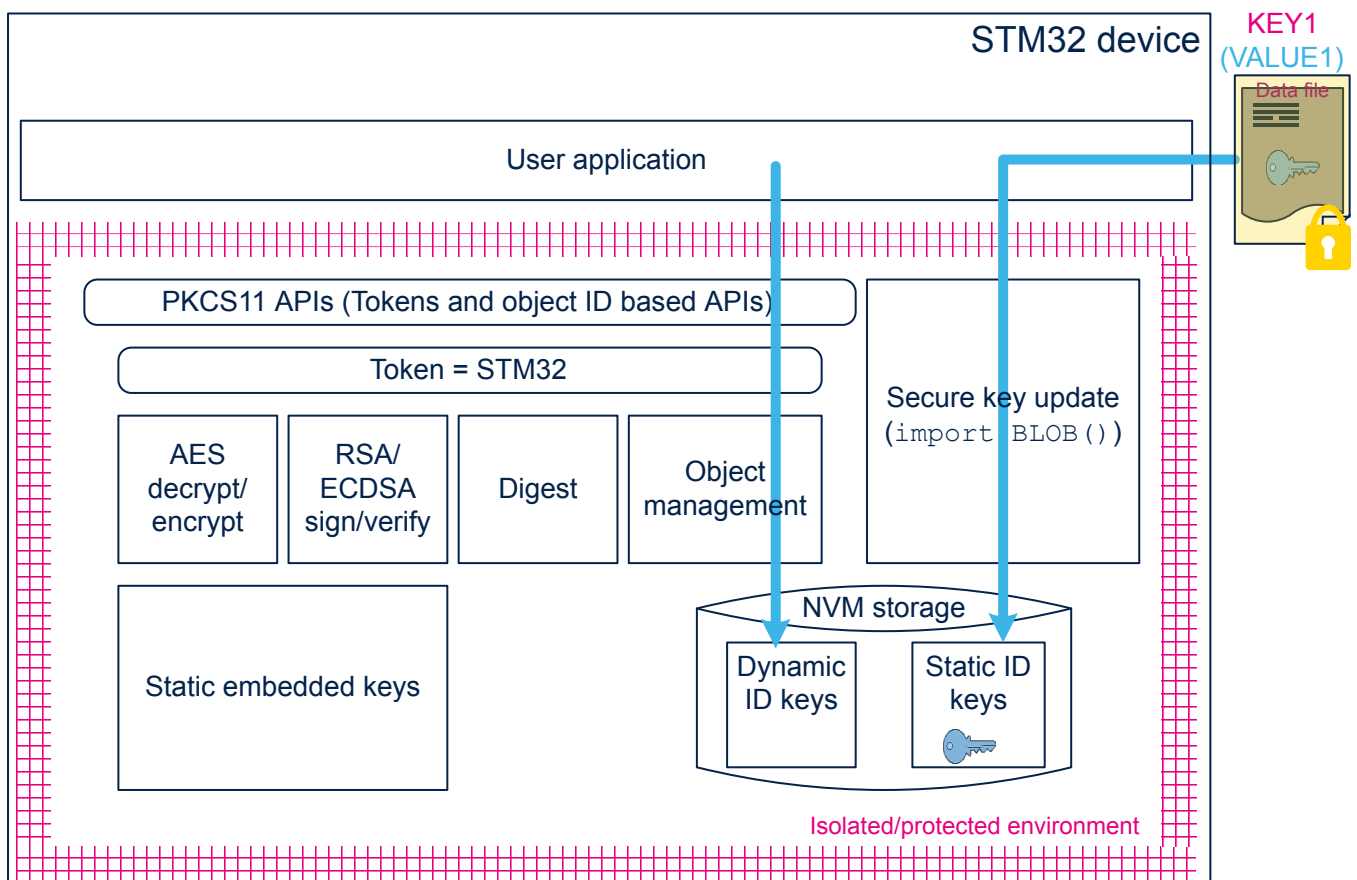 STM32 device
KEY1
(VALUE1)
Data file
User application
PKCS11 APIs (Tokens and object ID based APIs)
Token = STM32
Secure key update
(import BLOB())
AES
decrypt/
encrypt
RSA/
ECDSA
sign/verify
Digest
Object
management
NVM storage
Static embedded keys
Dynamic
ID keys
Static ID
keys
Isolated/protected environment